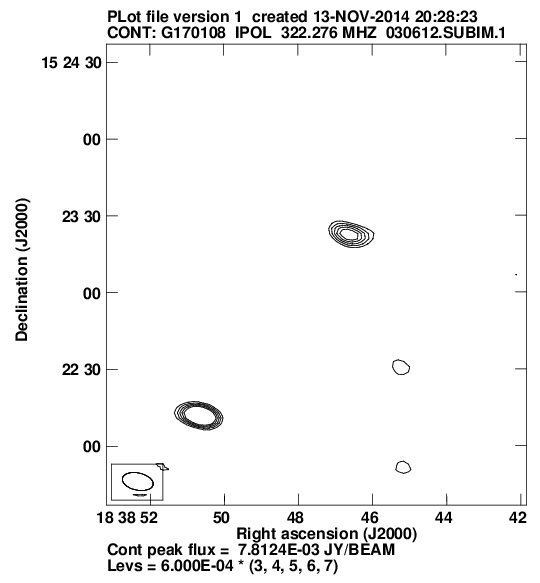 PLot file version 1 created 13-NOV-2014 20:28:23
CONT: G170108 IPOL 322.276 MHZ 030612.SUBIM.1
15 24 30
00
23 30
00
22 30
00
Declination (J2000)
18 38 52 50 48 46 44 42
Right ascension (J2000)
Cont peak flux = 7.8124E-03 JY/BEAM
Levs = 6.000E-04 * (3, 4, 5, 6, 7)